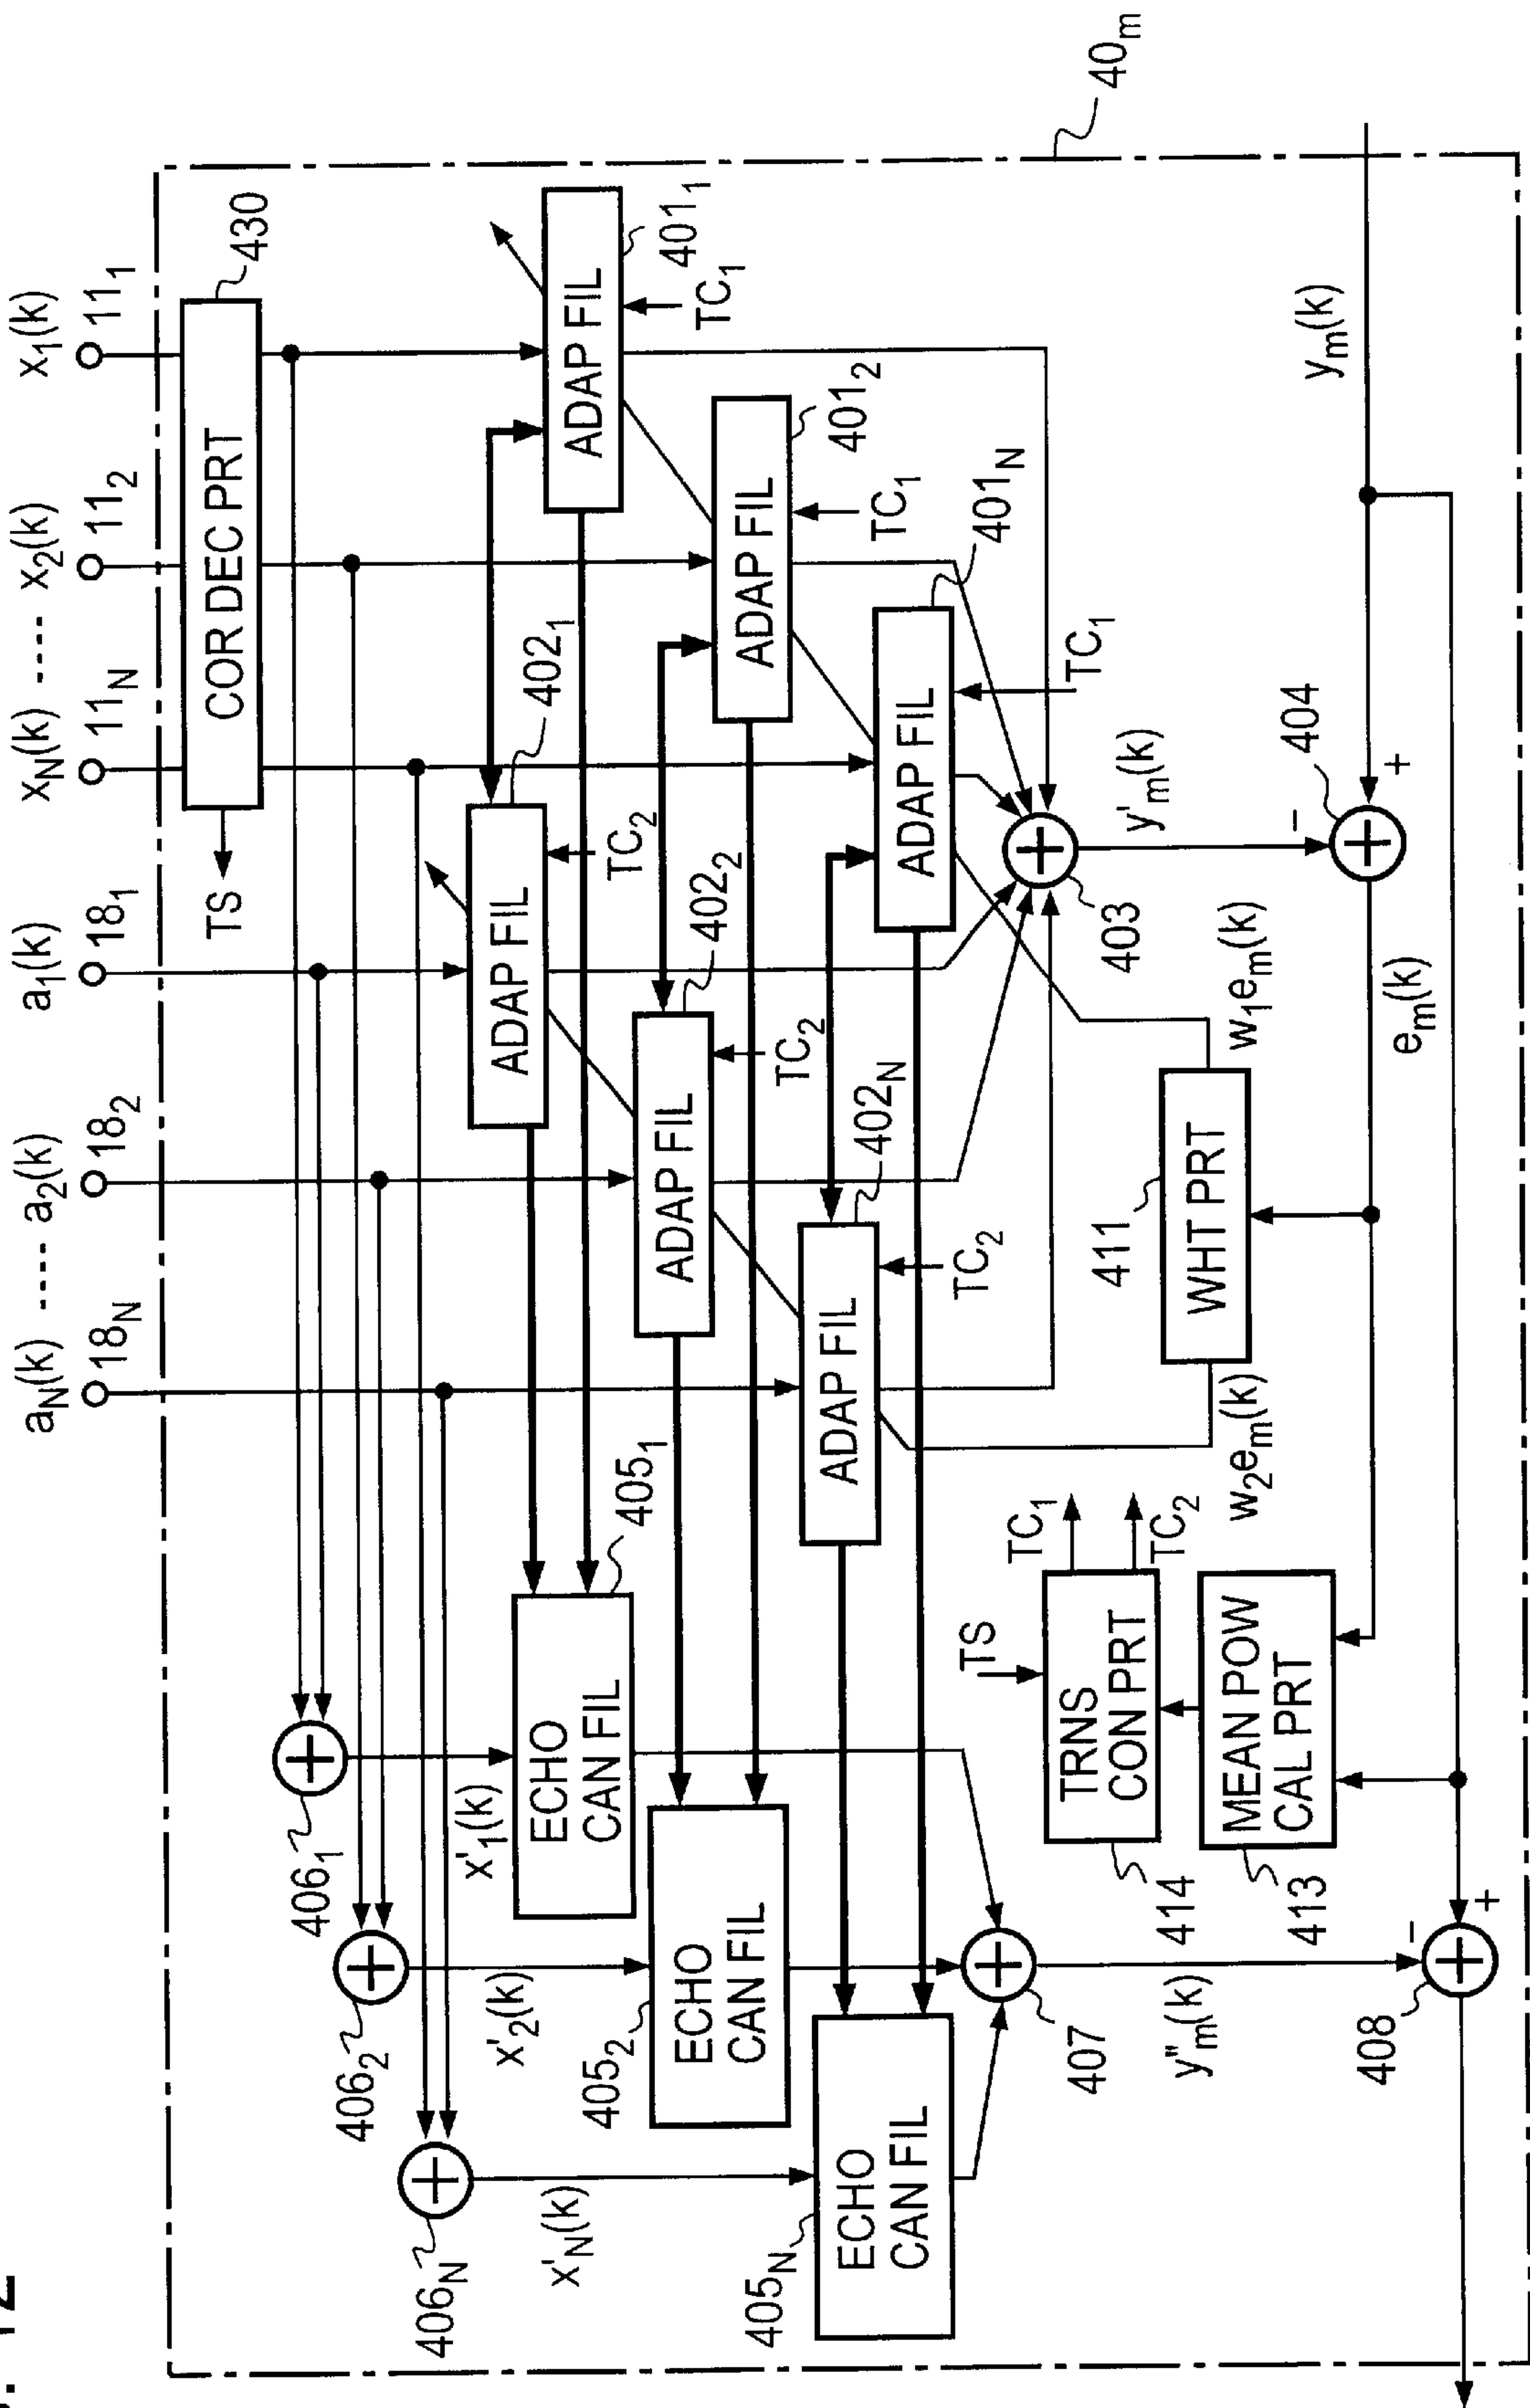 12
aN(k) ---- a2(k) a1(k) xN(k) ---- x2(k) x1(k)
18N 182 181 11N 112 111
COR DEC PRT
430
TS
40m
4061
4062
406N
ADAP FIL
4011
TC1
ADAP FIL
4012
TC1
ADAP FIL
401N
TC1
ADAP FIL
4021
TC2
ADAP FIL
4022
TC2
ADAP FIL
402N
TC2
x'1(k)
x'2(k)
x'N(k)
ECHO
CAN FIL
4051
ECHO
CAN FIL
4052
ECHO
CAN FIL
405N
403
y'm(k)
404
−
+
ym(k)
em(k)
w1em(k)
w2em(k)
WHT PRT
411
TS
TRNS
CON PRT
414
TC1
TC2
MEAN POW
CAL PRT
413
407
y"m(k)
−
+
408